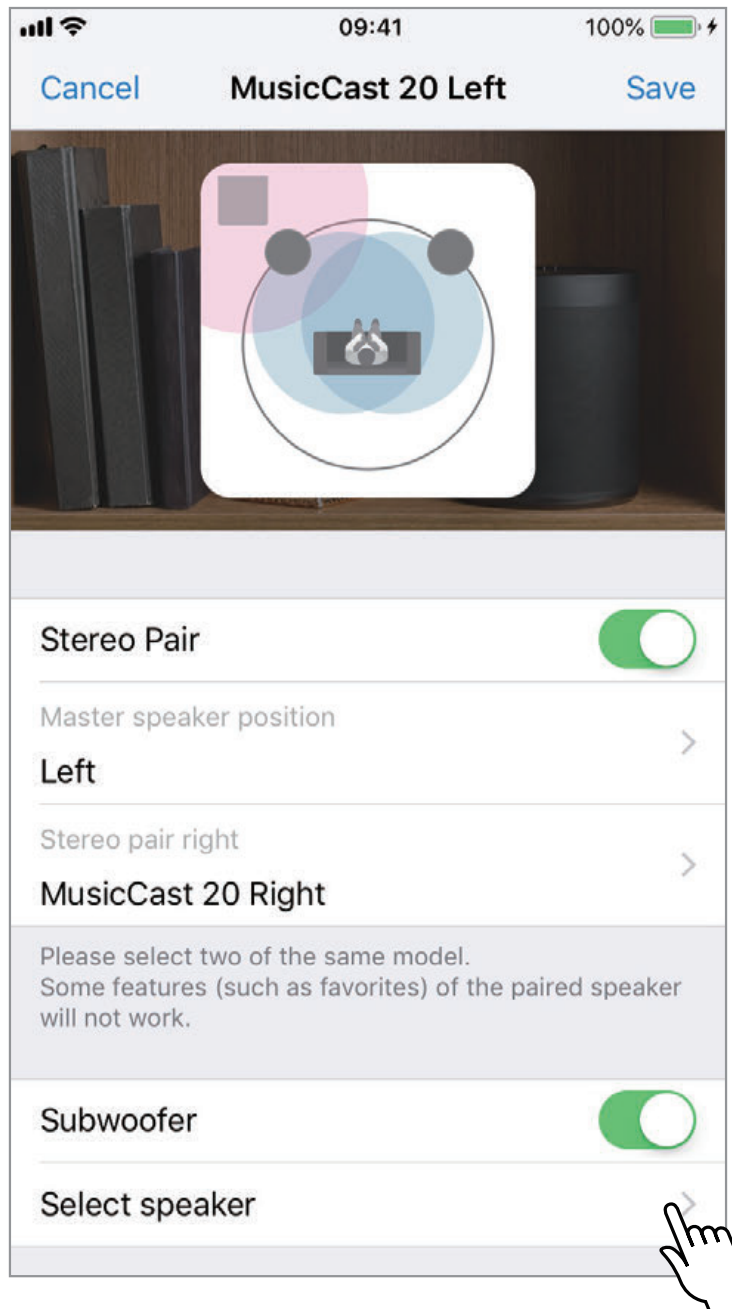 09:41
100%
Cancel
MusicCast 20 Left
Save
Stereo Pair
Master speaker position
Left
Stereo pair right
MusicCast 20 Right
Please select two of the same model.
Some features (such as favorites) of the paired speaker
will not work.
Subwoofer
Select speaker